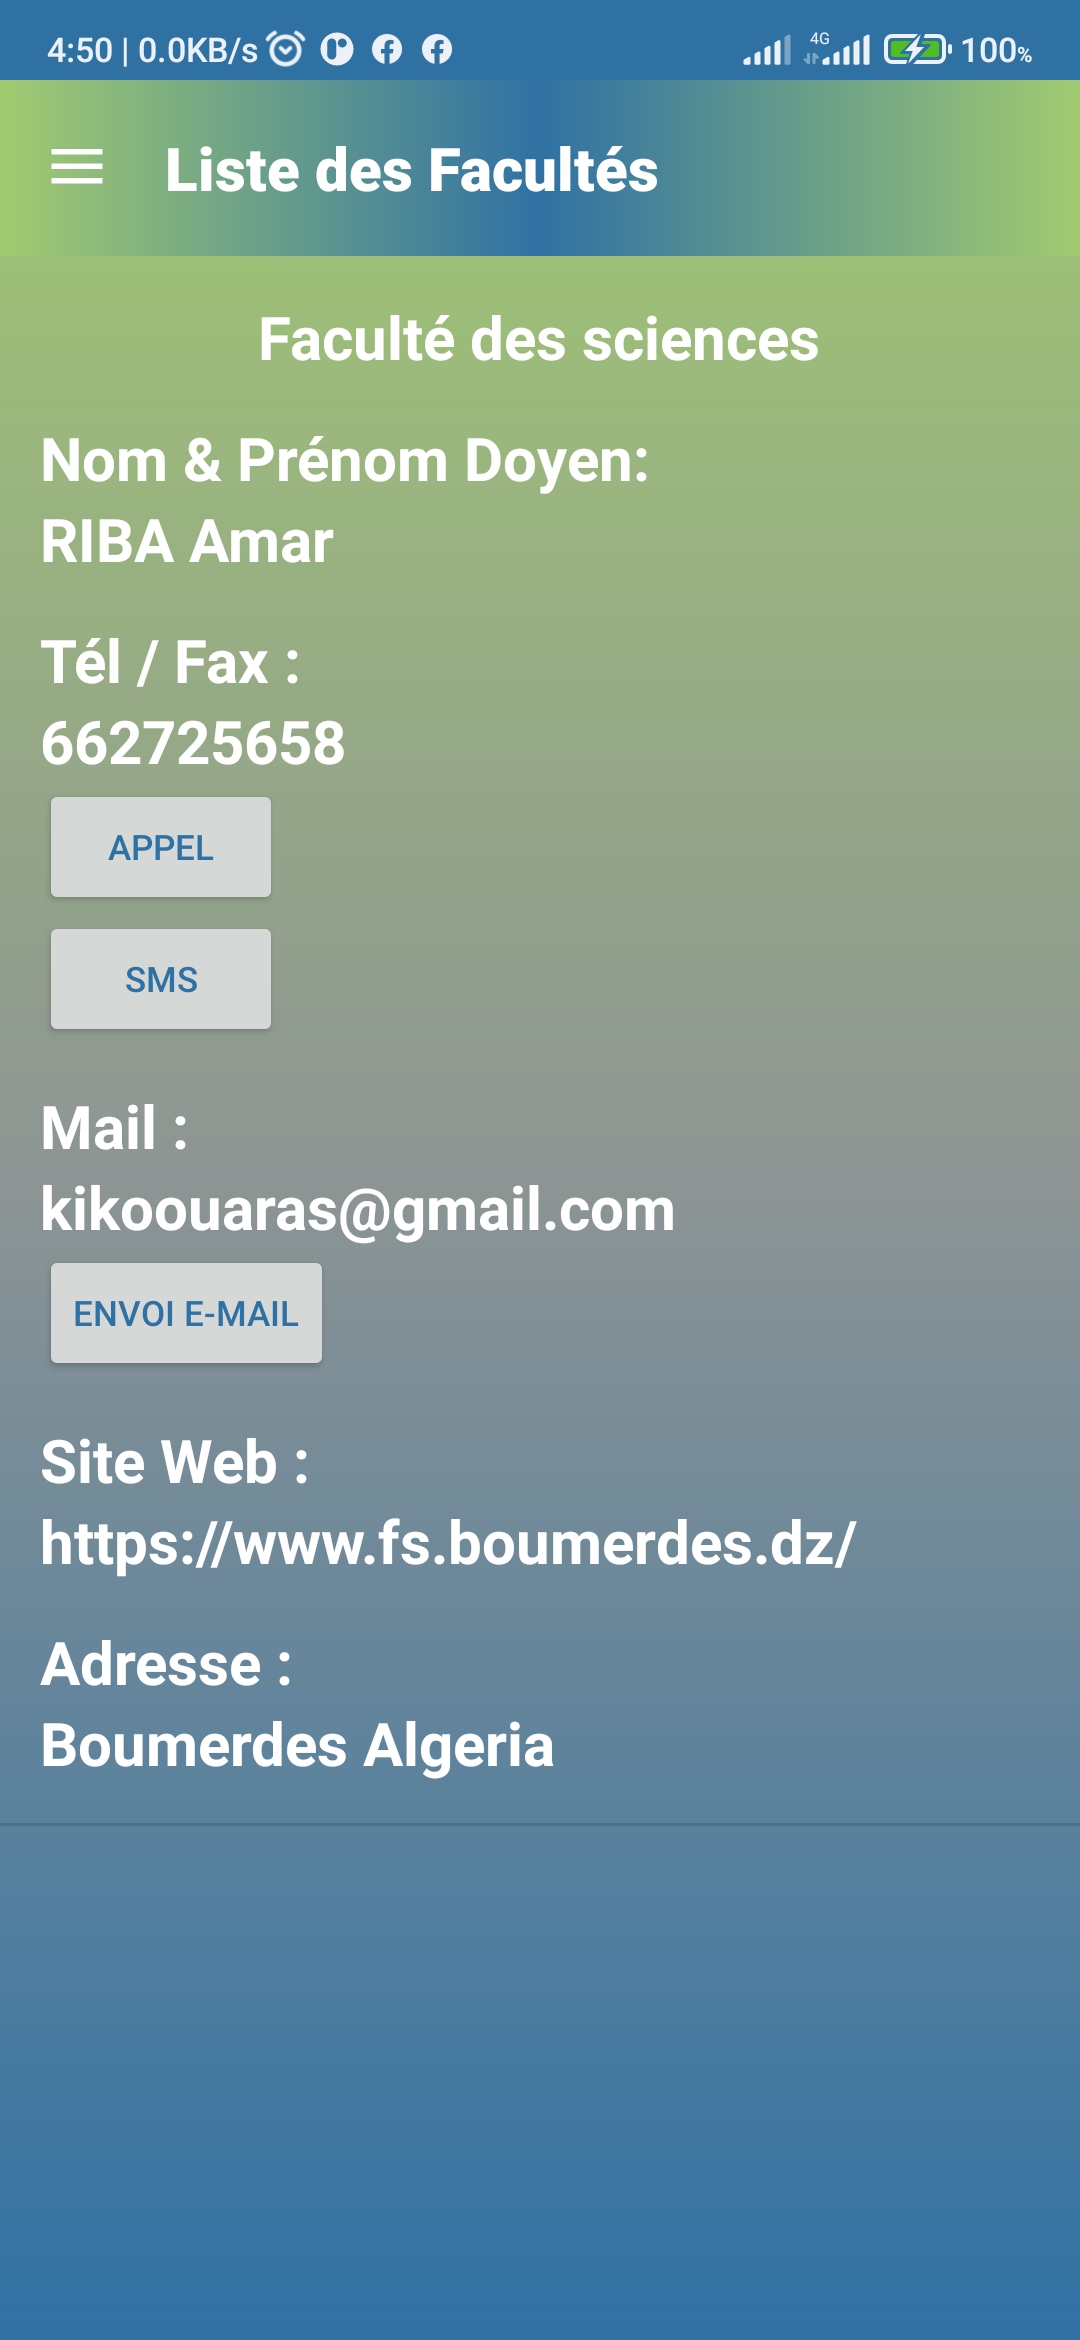 4:50 | 0.0KB/s 4G 100%
Liste des Facultés
Faculté des sciences
Nom & Prénom Doyen:
RIBA Amar
Tél / Fax :
662725658
APPEL
SMS
Mail :
kikoouaras@gmail.com
ENVOI E-MAIL
Site Web :
https://www.fs.boumerdes.dz/
Adresse :
Boumerdes Algeria